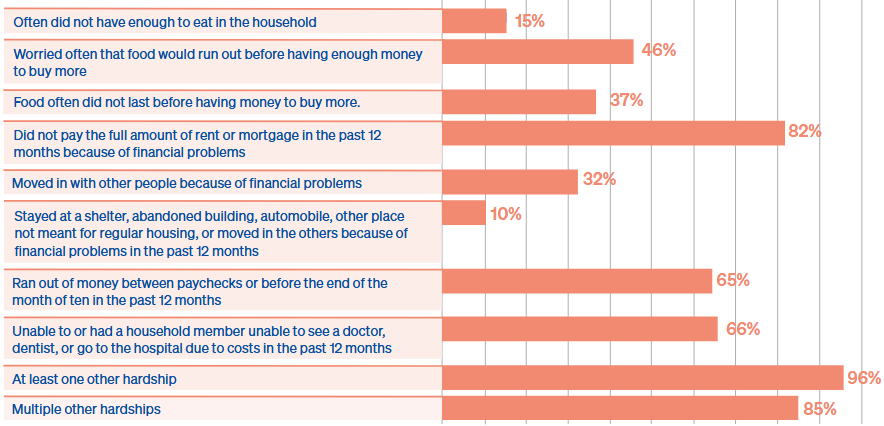 Often did not have enough to eat in the household
15%
Worried often that food would run out before having enough money
to buy more
46%
Food often did not last before having money to buy more.
37%
Did not pay the full amount of rent or mortgage in the past 12
months because of financial problems
82%
Moved in with other people because of financial problems
32%
Stayed at a shelter, abandoned building, automobile, other place
not meant for regular housing, or moved in the others because of
financial problems in the past 12 months
10%
Ran out of money between paychecks or before the end of the
month of ten in the past 12 months
65%
Unable to or had a household member unable to see a doctor,
dentist, or go to the hospital due to costs in the past 12 months
66%
At least one other hardship
96%
Multiple other hardships
85%